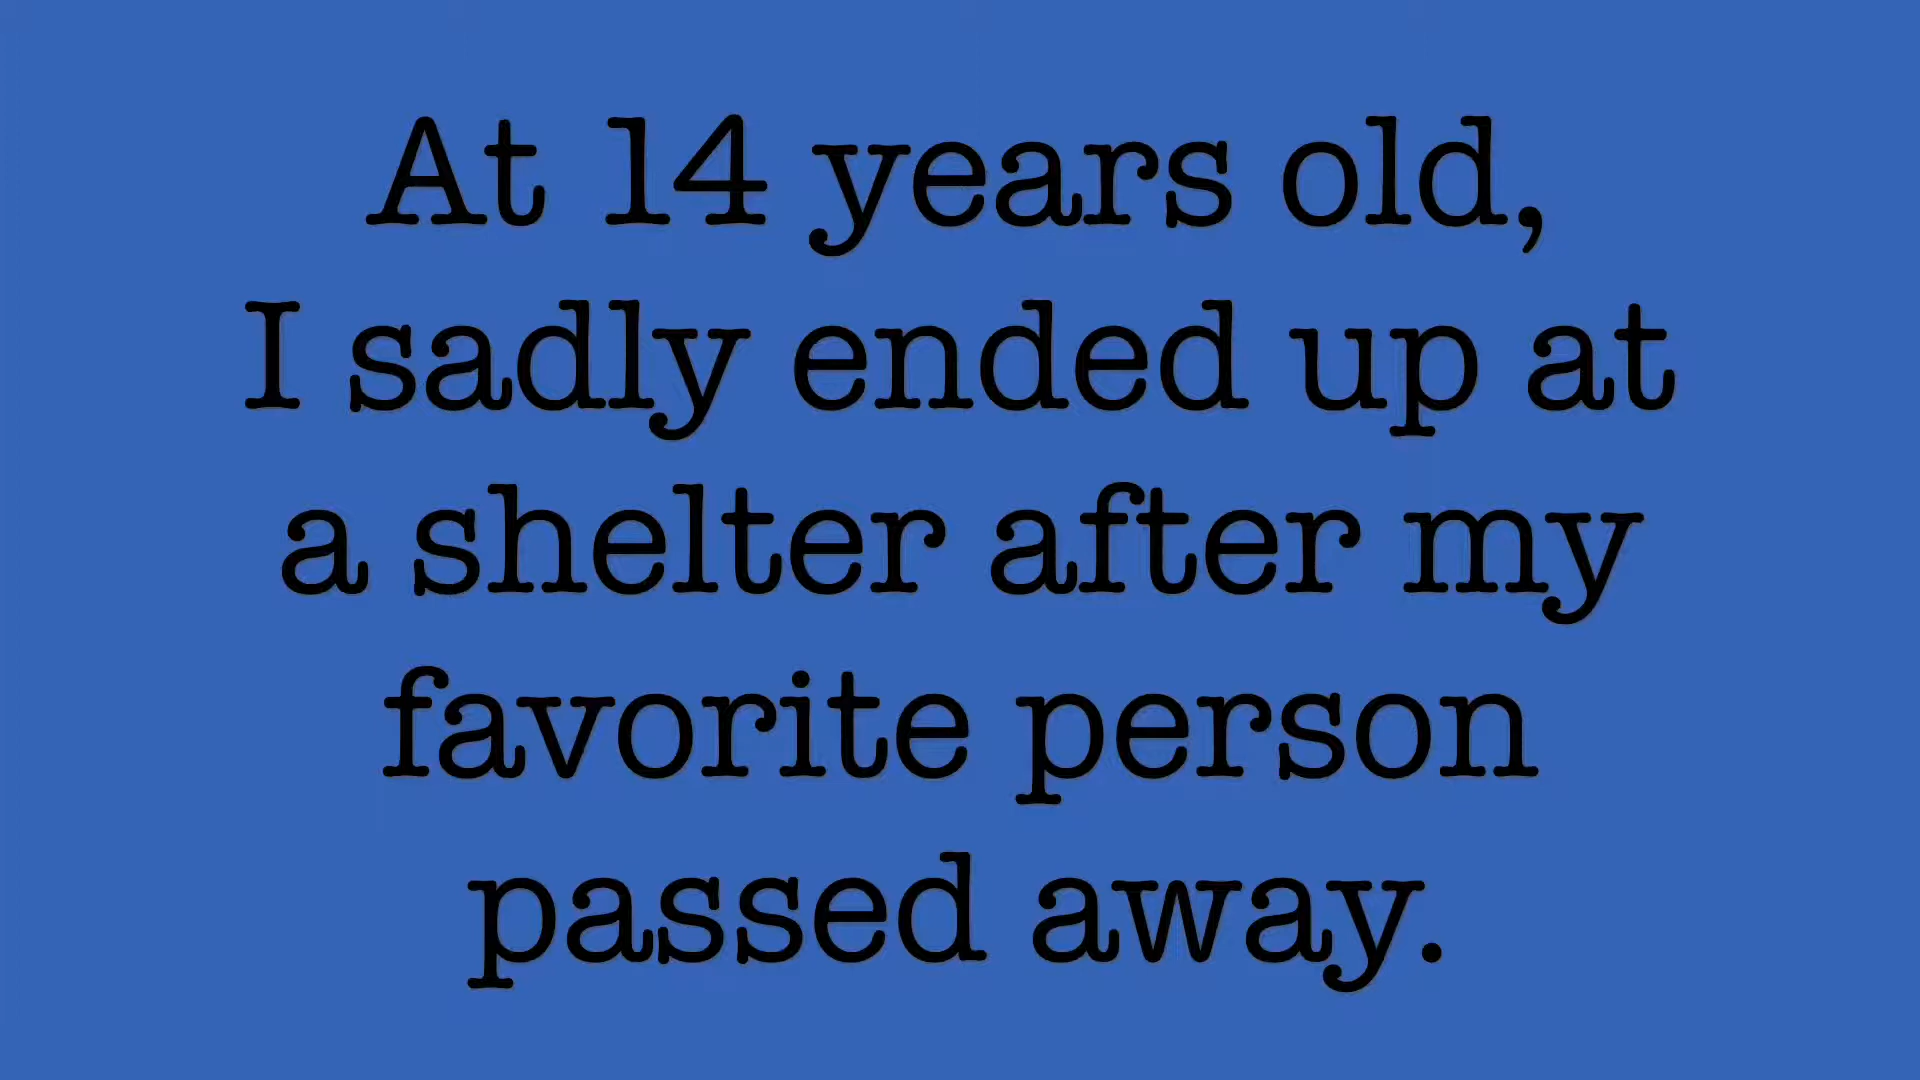 At 14 years old,
I sadly ended up at
a shelter after my
favorite person
passed away.